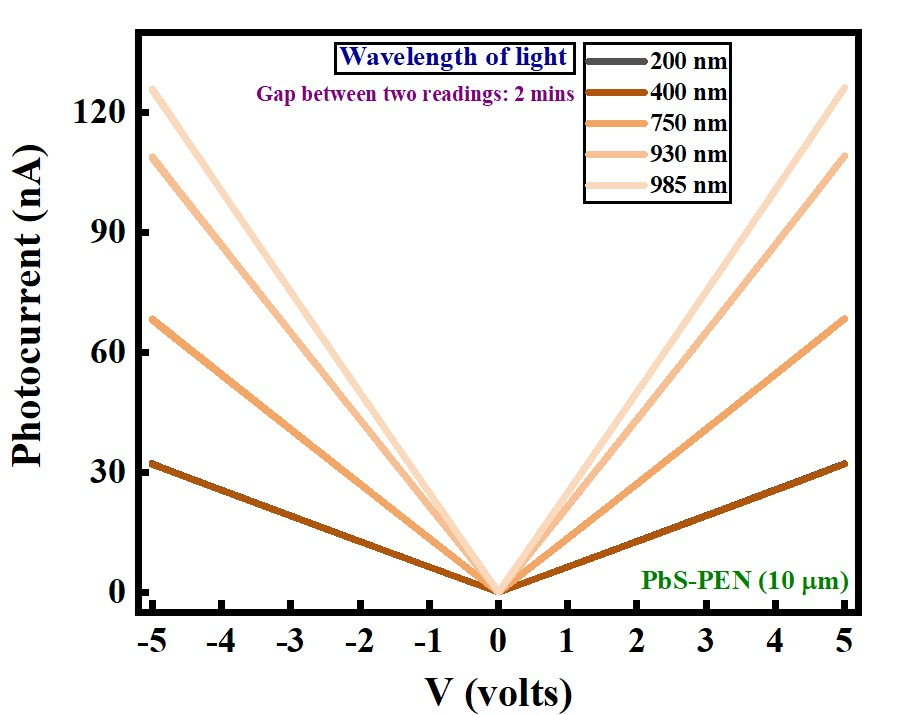 Wavelength of light
Gap between two readings: 2 mins
200 nm
400 nm
750 nm
930 nm
985 nm
Photocurrent (nA)
120
90
60
30
0
PbS-PEN (10 μm)
-5 -4 -3 -2 -1 0 1 2 3 4 5
V (volts)